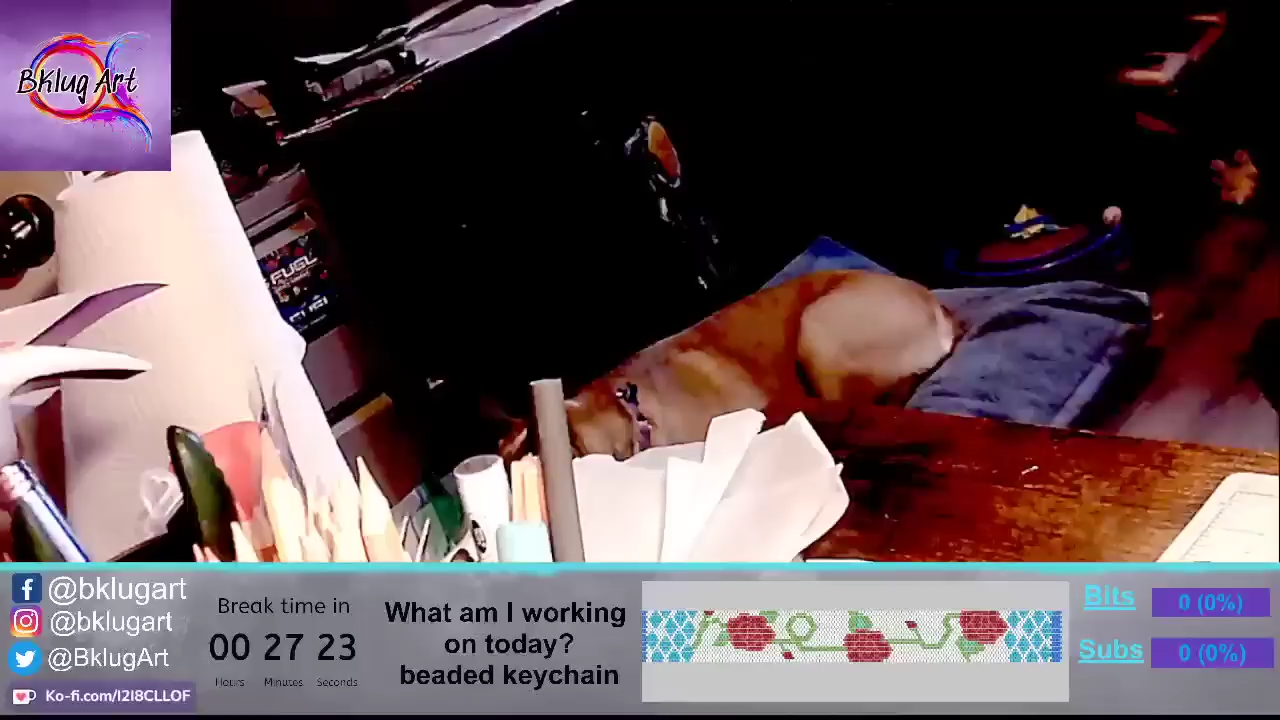 BKlug Art
FUEL
@bklugart
@bklugart
@BklugArt
Ko-fi.com/I2I8CLLOF
Break time in
00 27 23
Hours Minutes Seconds
What am I working
on today?
beaded keychain
Bits
0 (0%)
Subs
0 (0%)